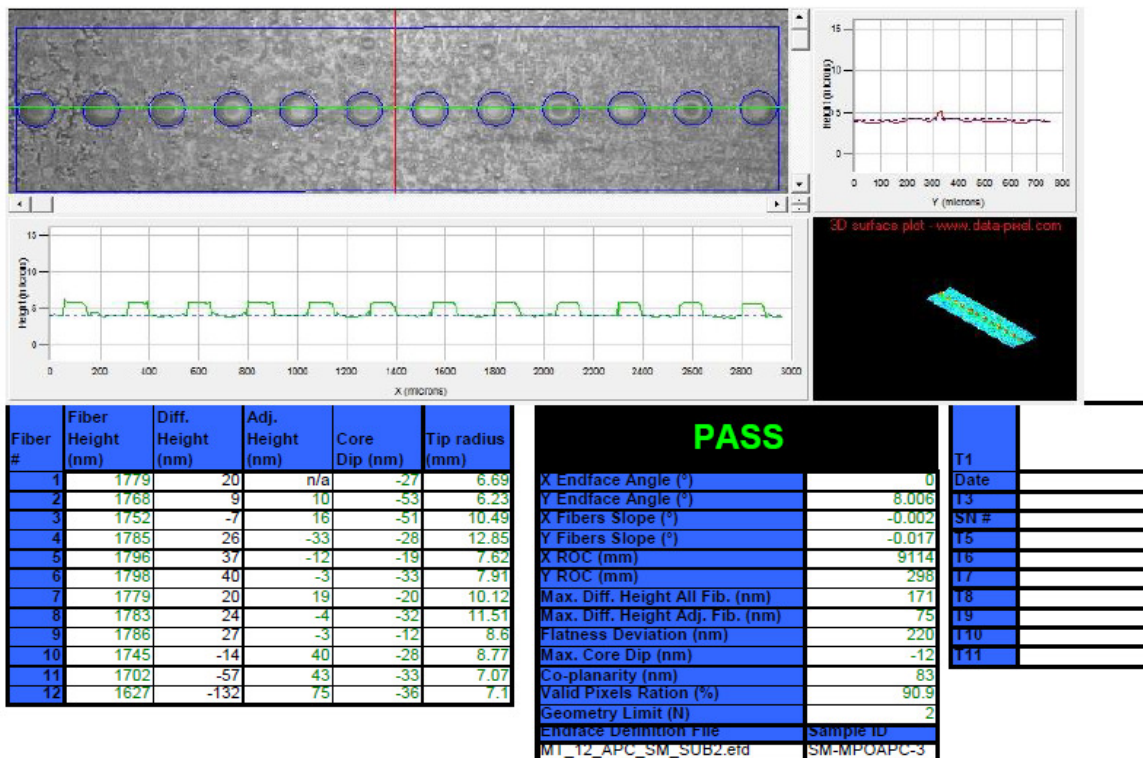 15
10
5
0
Height (microns)
0 100 200 300 400 500 600 700 800
Y (microns)
15
10
5
0
Height (microns)
0 200 400 600 800 1000 1200 1400 1600 1800 2000 2200 2400 2600 2800 3000
X (microns)
3D surface plot - www.data-pixel.com
Fiber # Fiber Height (nm) Diff. Height (nm) Adj. Height (nm) Core Dip (nm) Tip radius (mm)
1 1779 20 n/a -27 6.69
2 1768 9 10 -53 6.23
3 1752 -7 16 -51 10.49
4 1785 26 -33 -28 12.85
5 1796 37 -12 -19 7.62
6 1798 40 -3 -33 7.91
7 1779 20 19 -20 10.12
8 1783 24 -4 -32 11.51
9 1786 27 -3 -12 8.6
10 1745 -14 40 -28 8.77
11 1702 -57 43 -33 7.07
12 1627 -132 75 -36 7.1
PASS
X Endface Angle (°) 0
Y Endface Angle (°) 8.006
X Fibers Slope (°) -0.002
Y Fibers Slope (°) -0.017
X ROC (mm) 9114
Y ROC (mm) 298
Max. Diff. Height All Fib. (nm) 171
Max. Diff. Height Adj. Fib. (nm) 75
Flatness Deviation (nm) 220
Max. Core Dip (nm) -12
Co-planarity (nm) 83
Valid Pixels Ration (%) 90.9
Geometry Limit (N) 2
Endface Definition File Sample ID
MT_12_APC_SM_SUB2.efd SM-MPOAPC-3
T1
Date
T3
SN #
T5
T6
T7
T8
T9
T10
T11